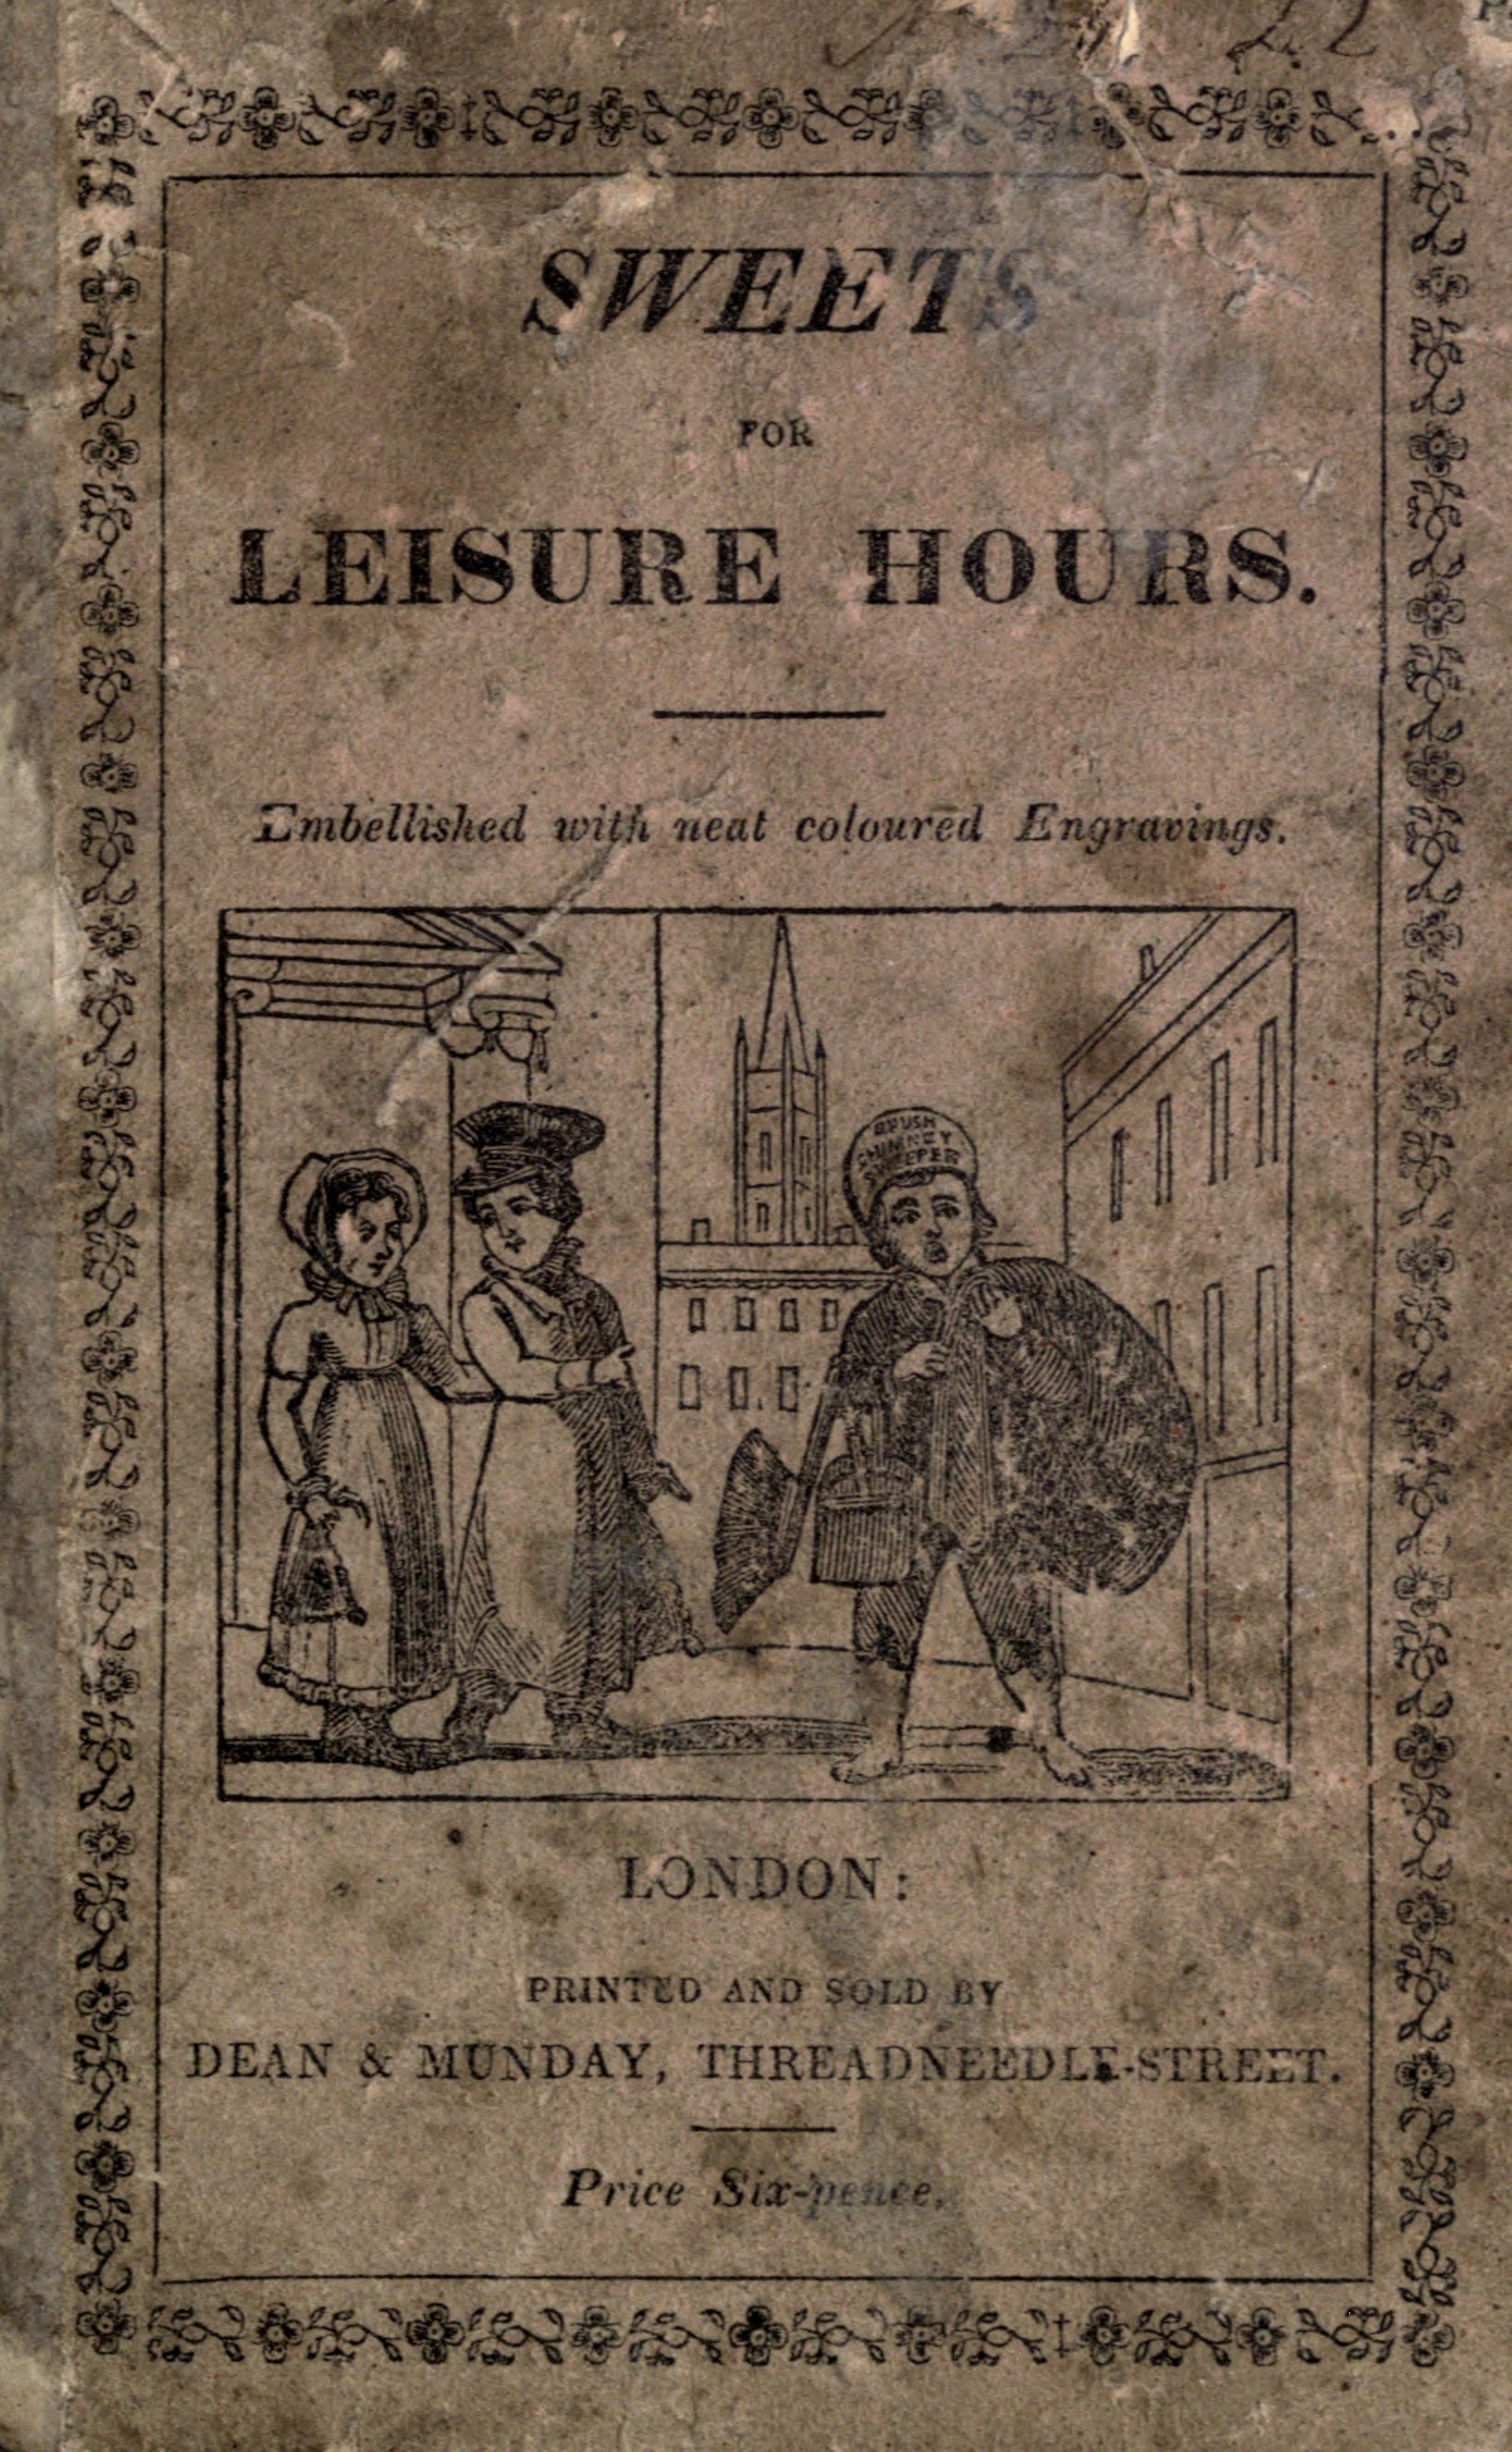 22
SWEETS
FOR
LEISURE HOURS.
Embellished with neat coloured Engravings.
BRUSH
CHIMNEY
SWEEPER
LONDON:
PRINTED AND SOLD BY
DEAN & MUNDAY, THREADNEEDLE-STREET.
Price Six-pence.